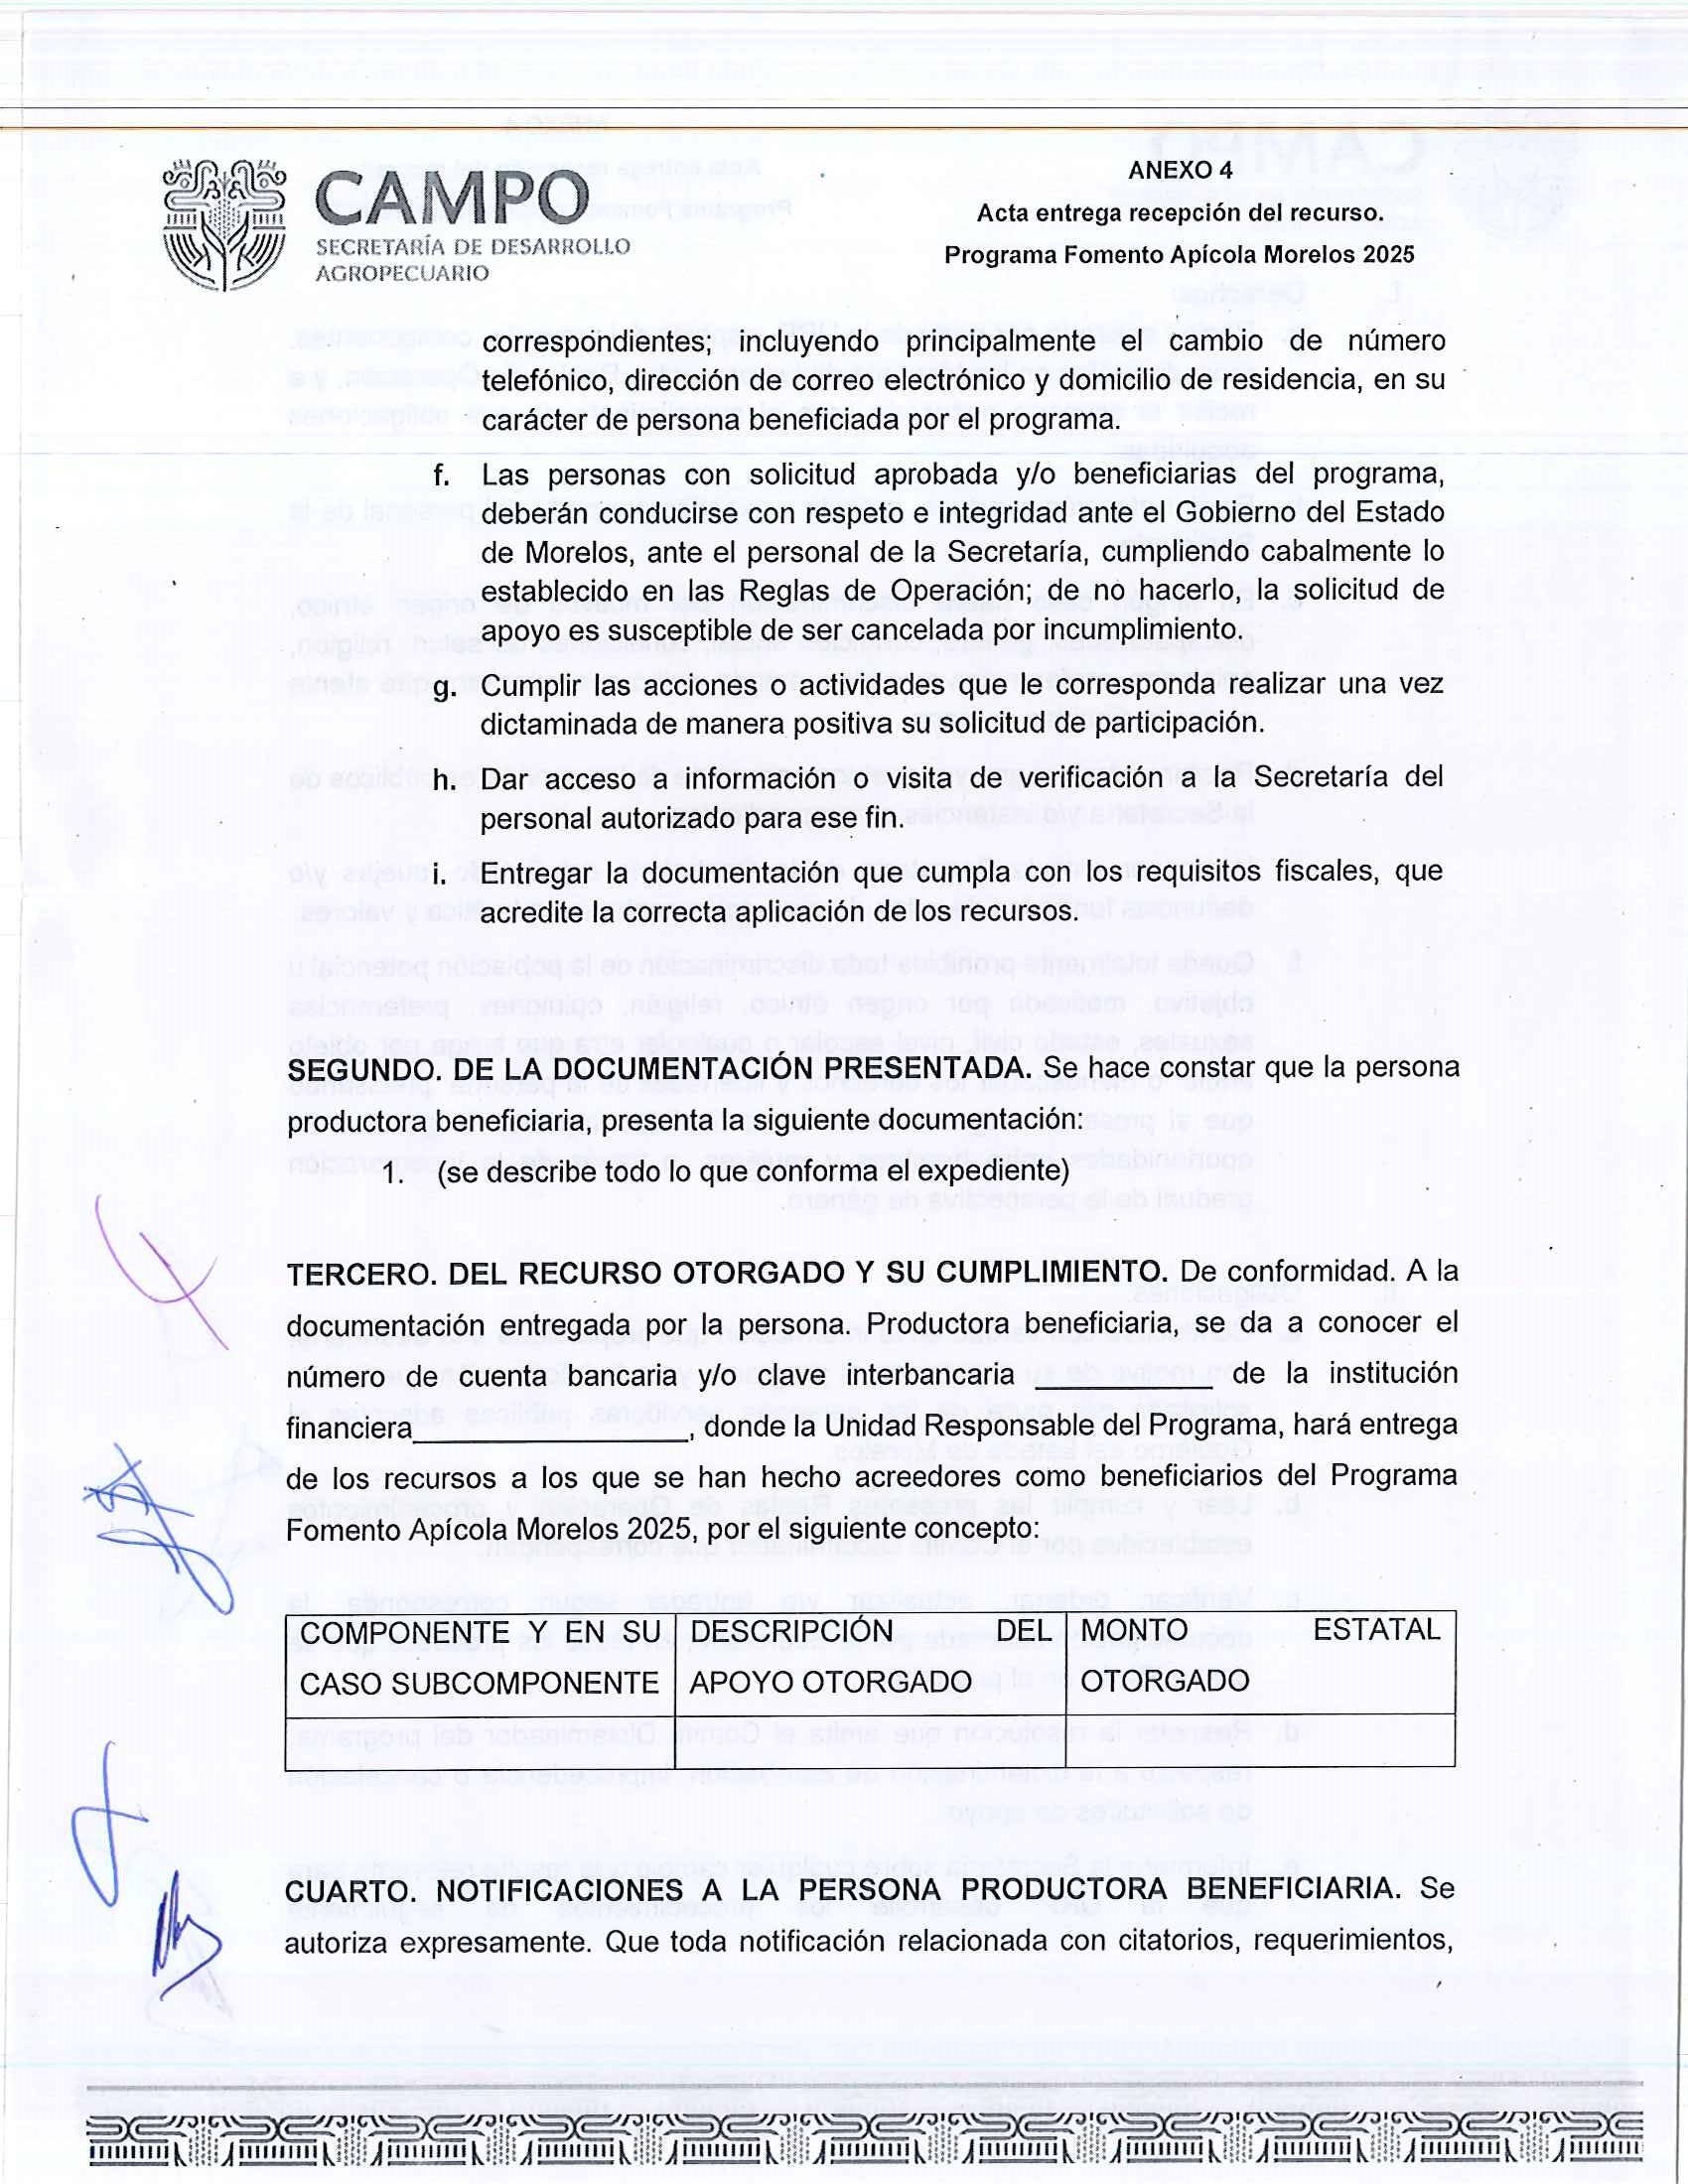 CAMPO
SECRETARÍA DE DESARROLLO
AGROPECUARIO
ANEXO 4
Acta entrega recepción del recurso.
Programa Fomento Apícola Morelos 2025
correspondientes; incluyendo principalmente el cambio de número
telefónico, dirección de correo electrónico y domicilio de residencia, en su
carácter de persona beneficiada por el programa.
f. Las personas con solicitud aprobada y/o beneficiarias del programa,
deberán conducirse con respeto e integridad ante el Gobierno del Estado
de Morelos, ante el personal de la Secretaría, cumpliendo cabalmente lo
establecido en las Reglas de Operación; de no hacerlo, la solicitud de
apoyo es susceptible de ser cancelada por incumplimiento.
g. Cumplir las acciones o actividades que le corresponda realizar una vez
dictaminada de manera positiva su solicitud de participación.
h. Dar acceso a información o visita de verificación a la Secretaría del
personal autorizado para ese fin.
i. Entregar la documentación que cumpla con los requisitos fiscales, que
acredite la correcta aplicación de los recursos.
SEGUNDO. DE LA DOCUMENTACIÓN PRESENTADA. Se hace constar que la persona
productora beneficiaria, presenta la siguiente documentación:
1. (se describe todo lo que conforma el expediente)
TERCERO. DEL RECURSO OTORGADO Y SU CUMPLIMIENTO. De conformidad. A la
documentación entregada por la persona. Productora beneficiaria, se da a conocer el
número de cuenta bancaria y/o clave interbancaria ___________ de la institución
financiera_________________, donde la Unidad Responsable del Programa, hará entrega
de los recursos a los que se han hecho acreedores como beneficiarios del Programa
Fomento Apícola Morelos 2025, por el siguiente concepto:
COMPONENTE Y EN SU DESCRIPCIÓN DEL MONTO ESTATAL
CASO SUBCOMPONENTE APOYO OTORGADO OTORGADO
CUARTO. NOTIFICACIONES A LA PERSONA PRODUCTORA BENEFICIARIA. Se
autoriza expresamente. Que toda notificación relacionada con citatorios, requerimientos,